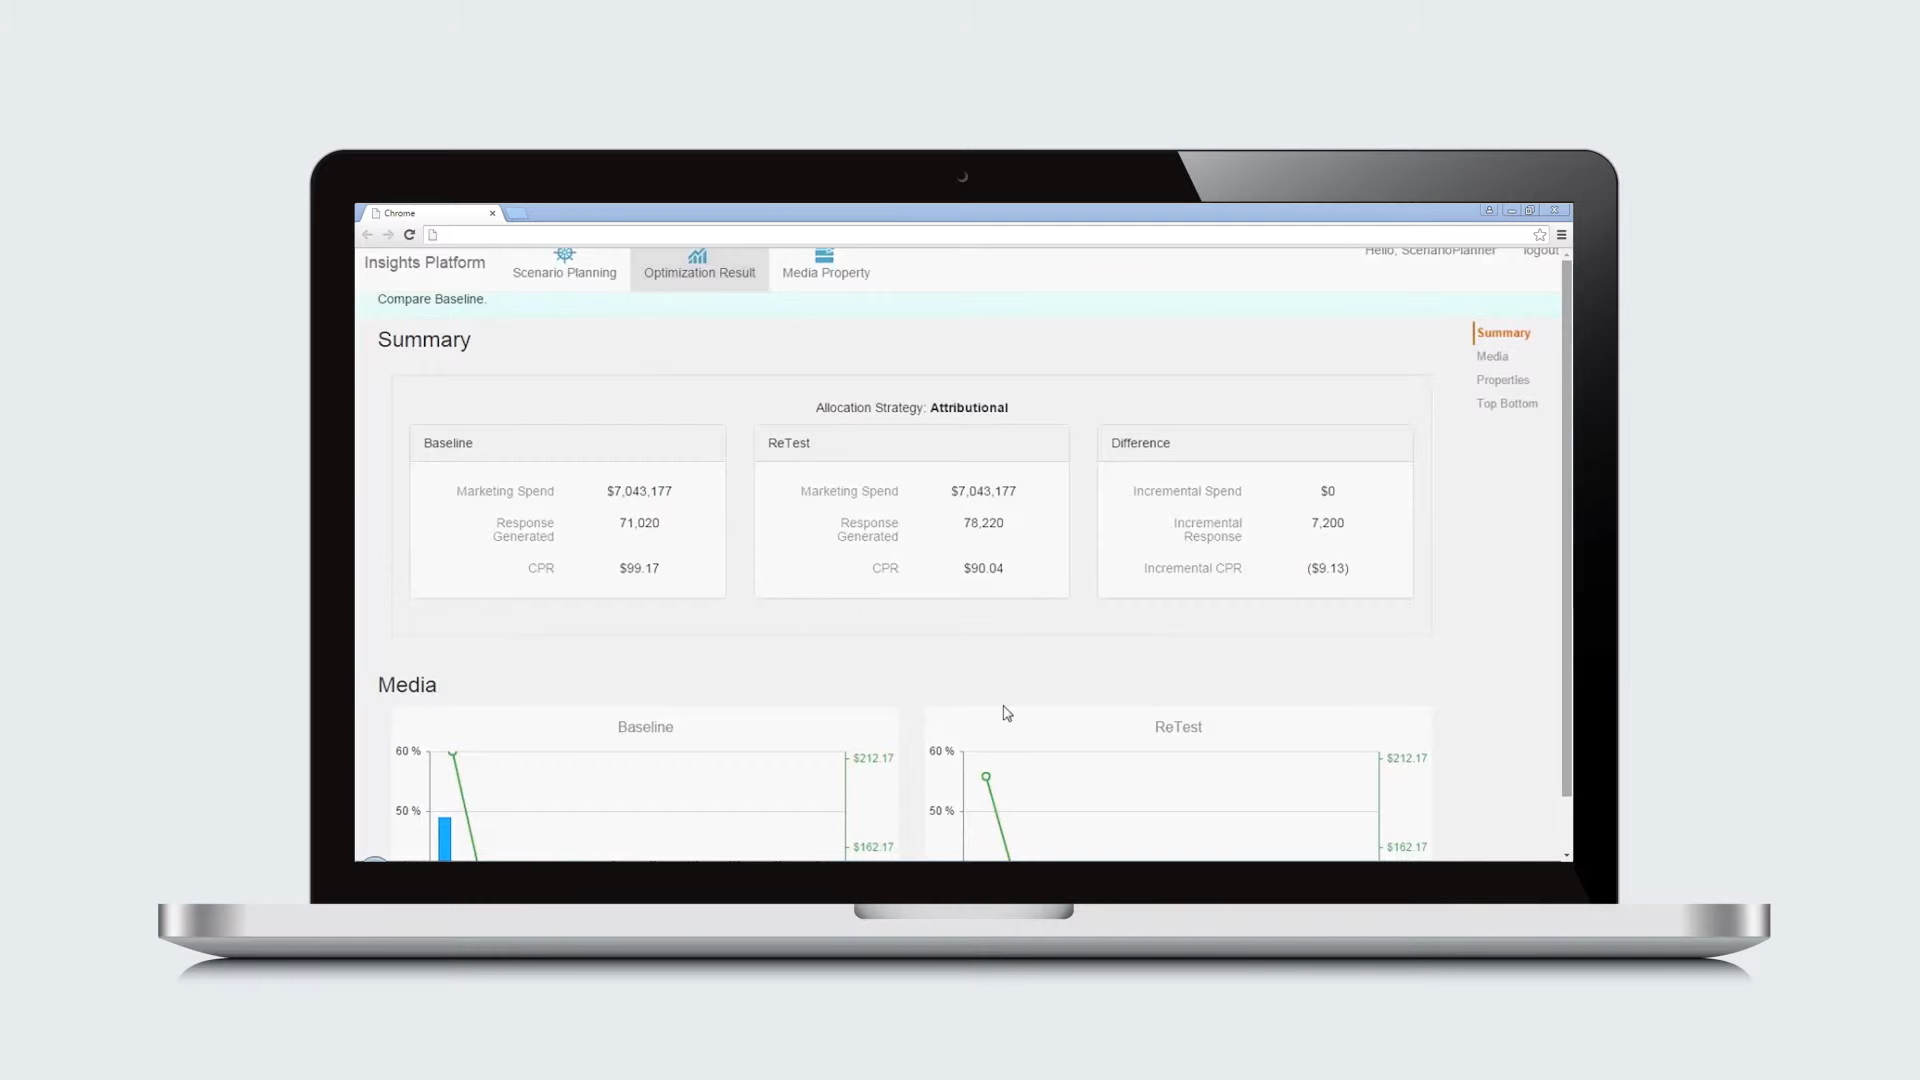 Chrome
Insights Platform
Scenario Planning
Optimization Result
Media Property
Hello, ScenarioPlanner
logout
Compare Baseline.
Summary
Summary
Media
Properties
Top Bottom
Allocation Strategy: Attributional
Baseline
Marketing Spend $7,043,177
Response
Generated
71,020
CPR $99.17
ReTest
Marketing Spend $7,043,177
Response
Generated
78,220
CPR $90.04
Difference
Incremental Spend $0
Incremental
Response
7,200
Incremental CPR ($9.13)
Media
Baseline
60 %
50 %
$212.17
$162.17
ReTest
60 %
50 %
$212.17
$162.17